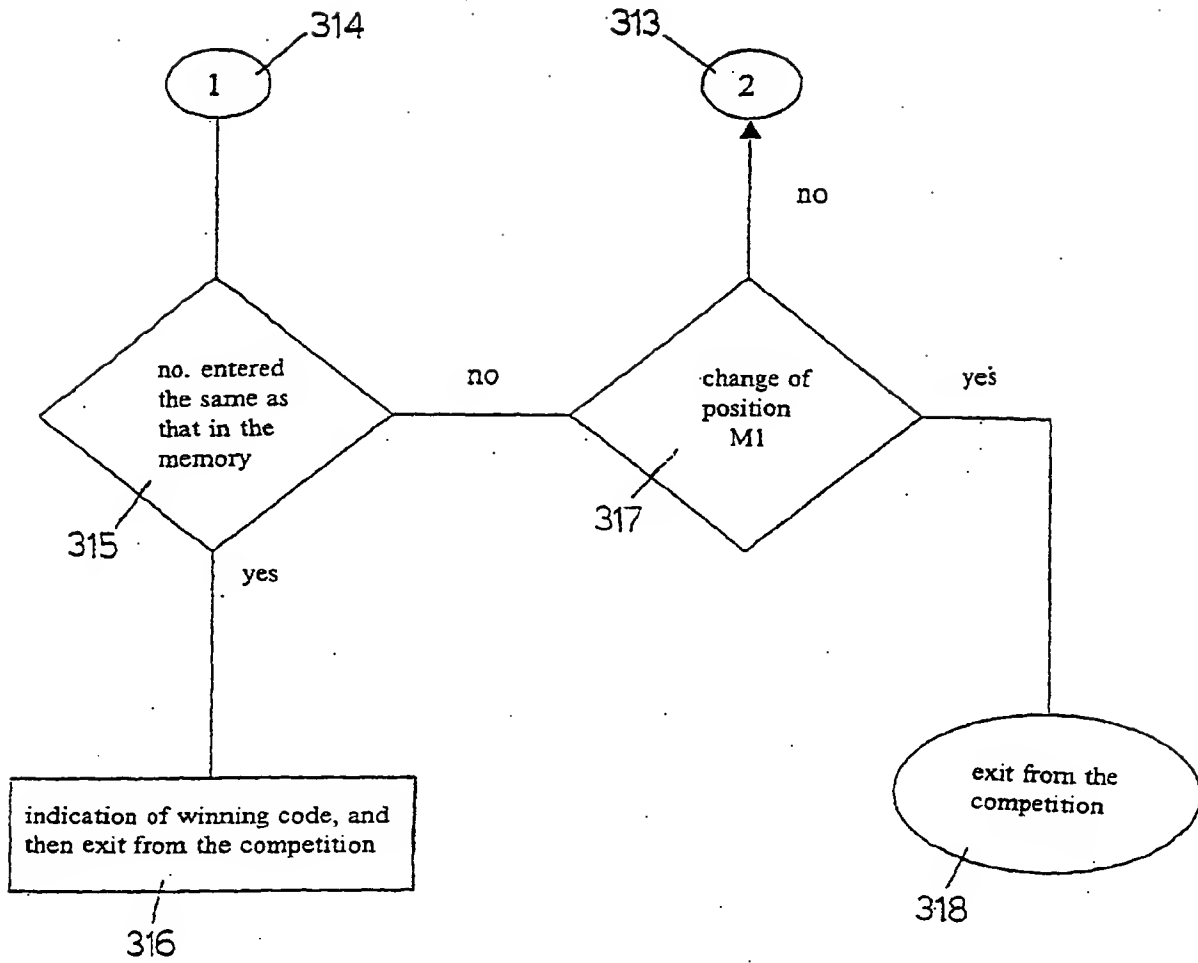 314
313
1
2
no
no. entered
the same as
that in the
memory
no
change of
position
M1
yes
315
317
yes
indication of winning code, and
then exit from the competition
exit from the
competition
316
318